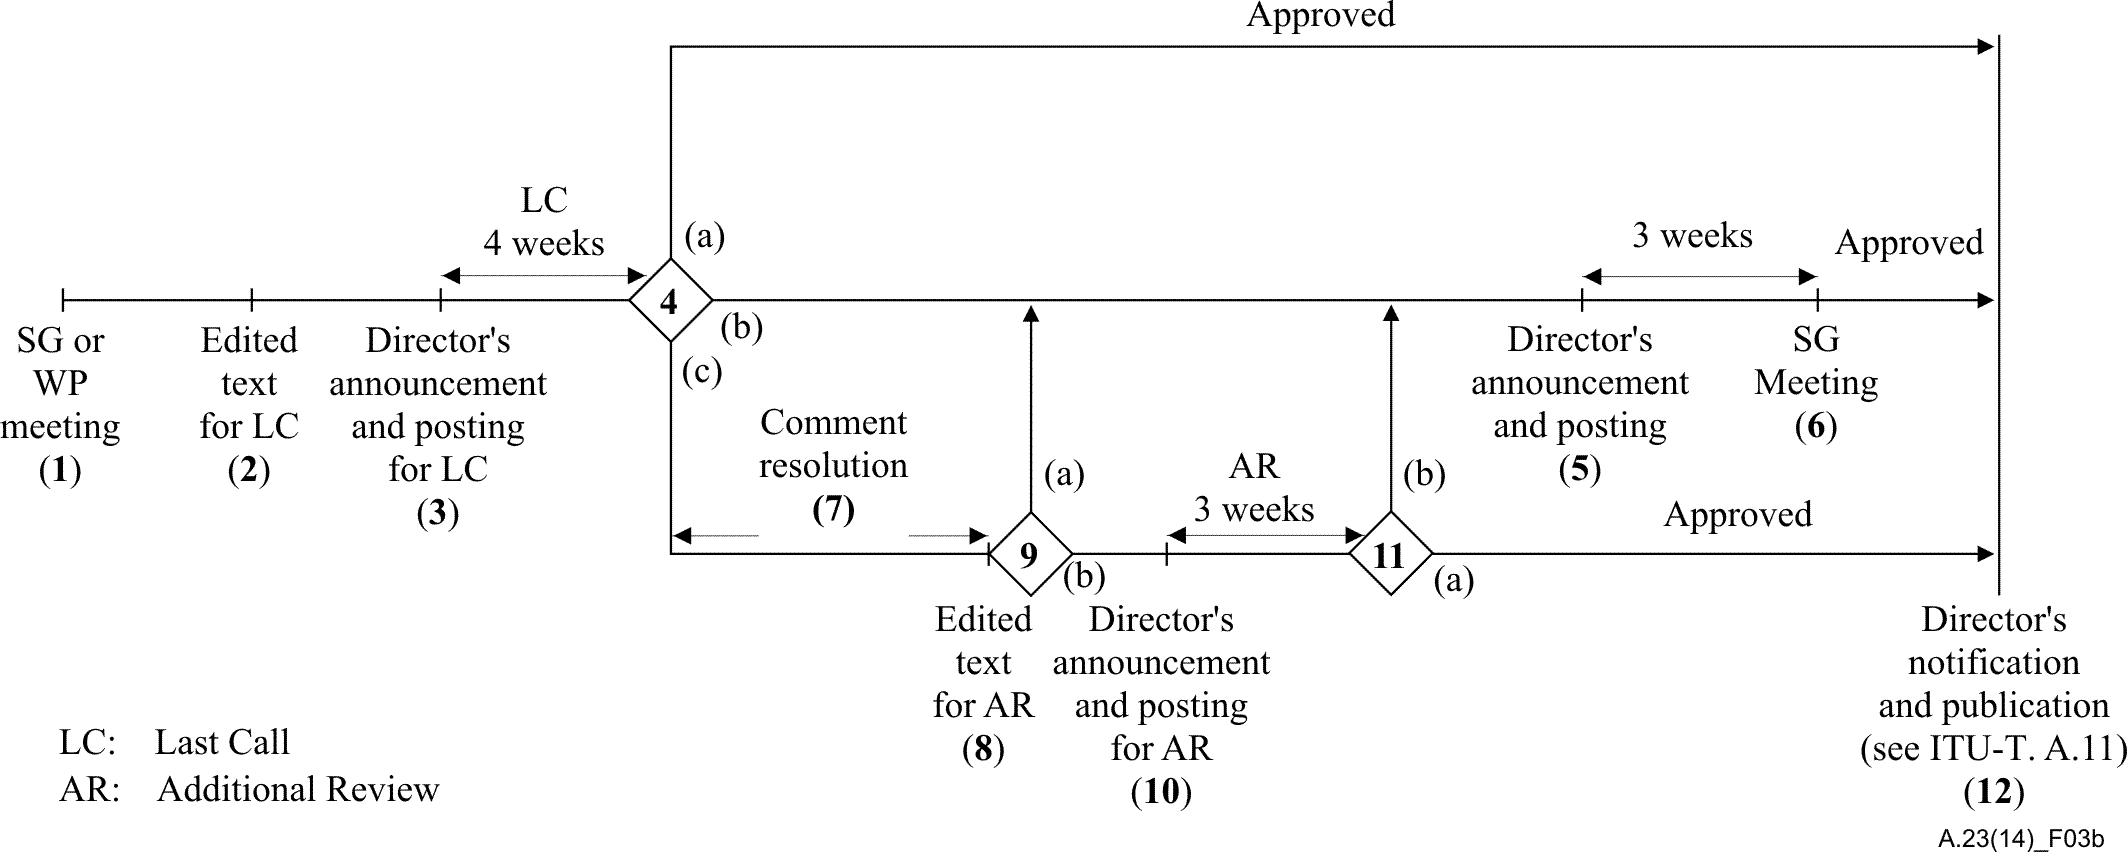 Approved
LC
4 weeks
(a)
3 weeks
Approved
4
(b)
(c)
SG or
WP
meeting
(1)
Edited
text
for LC
(2)
Director's
announcement
and posting
for LC
(3)
Comment
resolution
(7)
(a)
9
(b)
AR
3 weeks
(b)
11
(a)
Director's
announcement
and posting
(5)
SG
Meeting
(6)
Approved
Edited
text
for AR
(8)
Director's
announcement
and posting
for AR
(10)
Director's
notification
and publication
(see ITU-T. A.11)
(12)
LC: Last Call
AR: Additional Review
A.23(14)_F03b